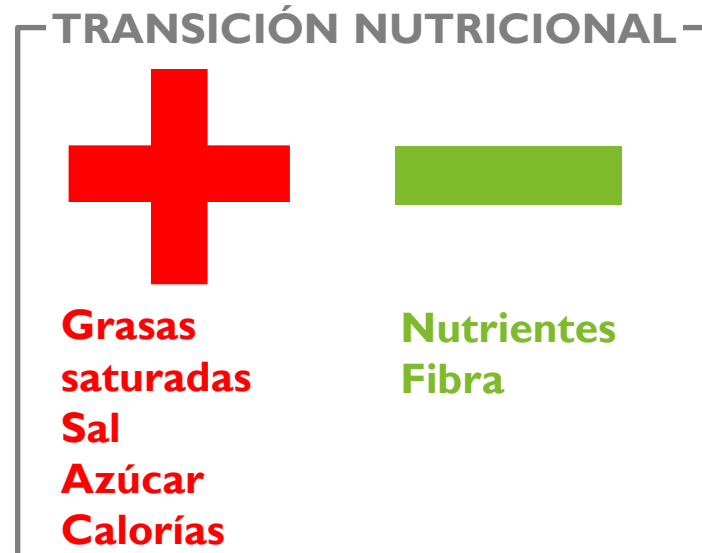 TRANSICIÓN NUTRICIONAL
Grasas
saturadas
Sal
Azúcar
Calorías
Nutrientes
Fibra